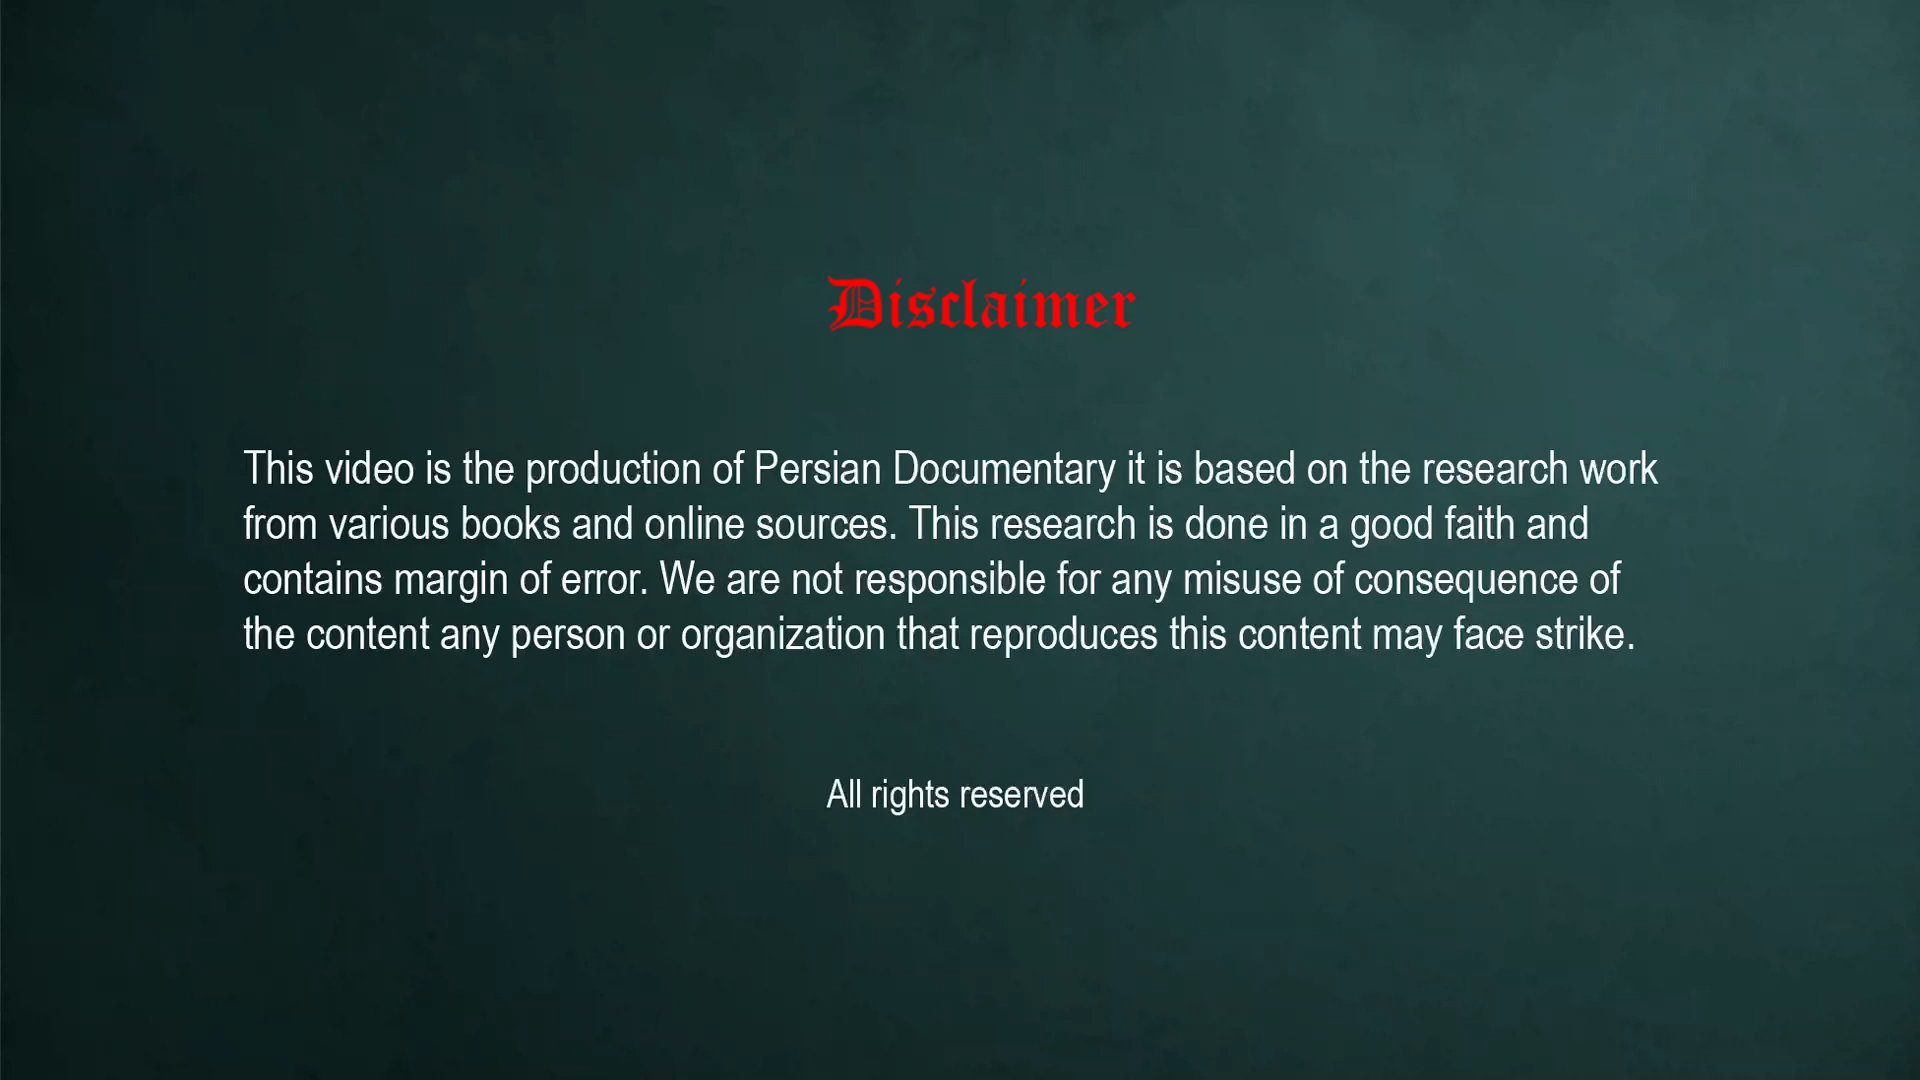 Disclaimer
This video is the production of Persian Documentary it is based on the research work
from various books and online sources. This research is done in a good faith and
contains margin of error. We are not responsible for any misuse of consequence of
the content any person or organization that reproduces this content may face strike.
All rights reserved